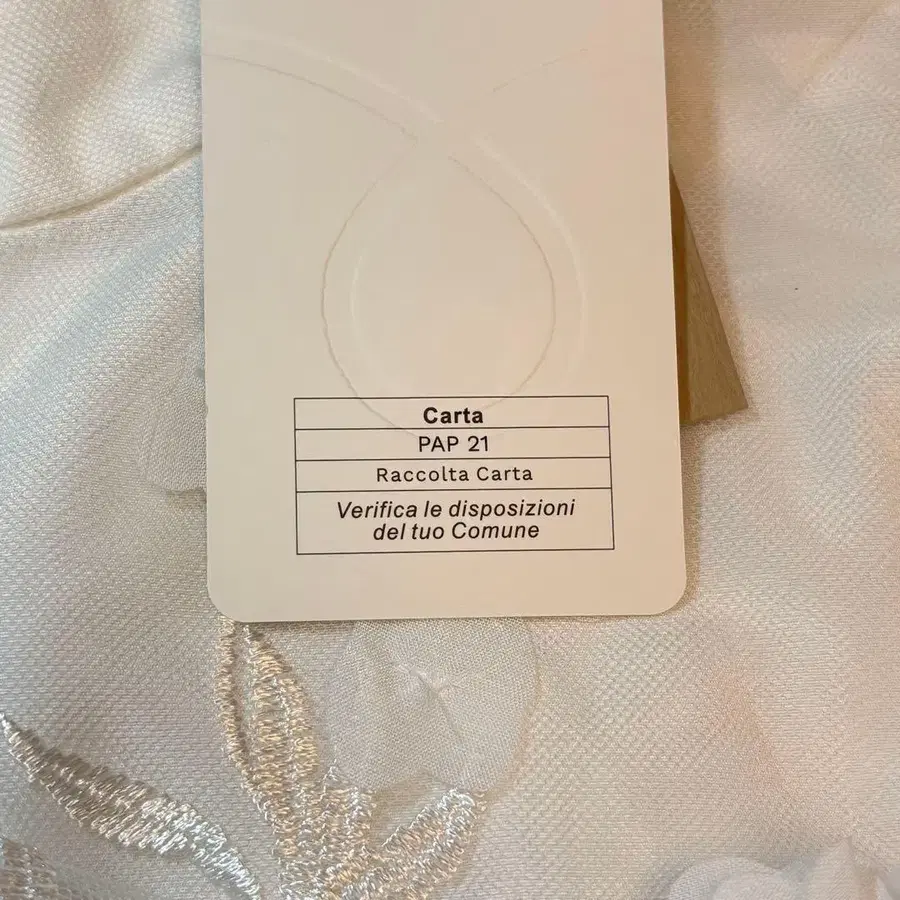 Carta
PAP 21
Raccolta Carta
Verifica le disposizioni
del tuo Comune